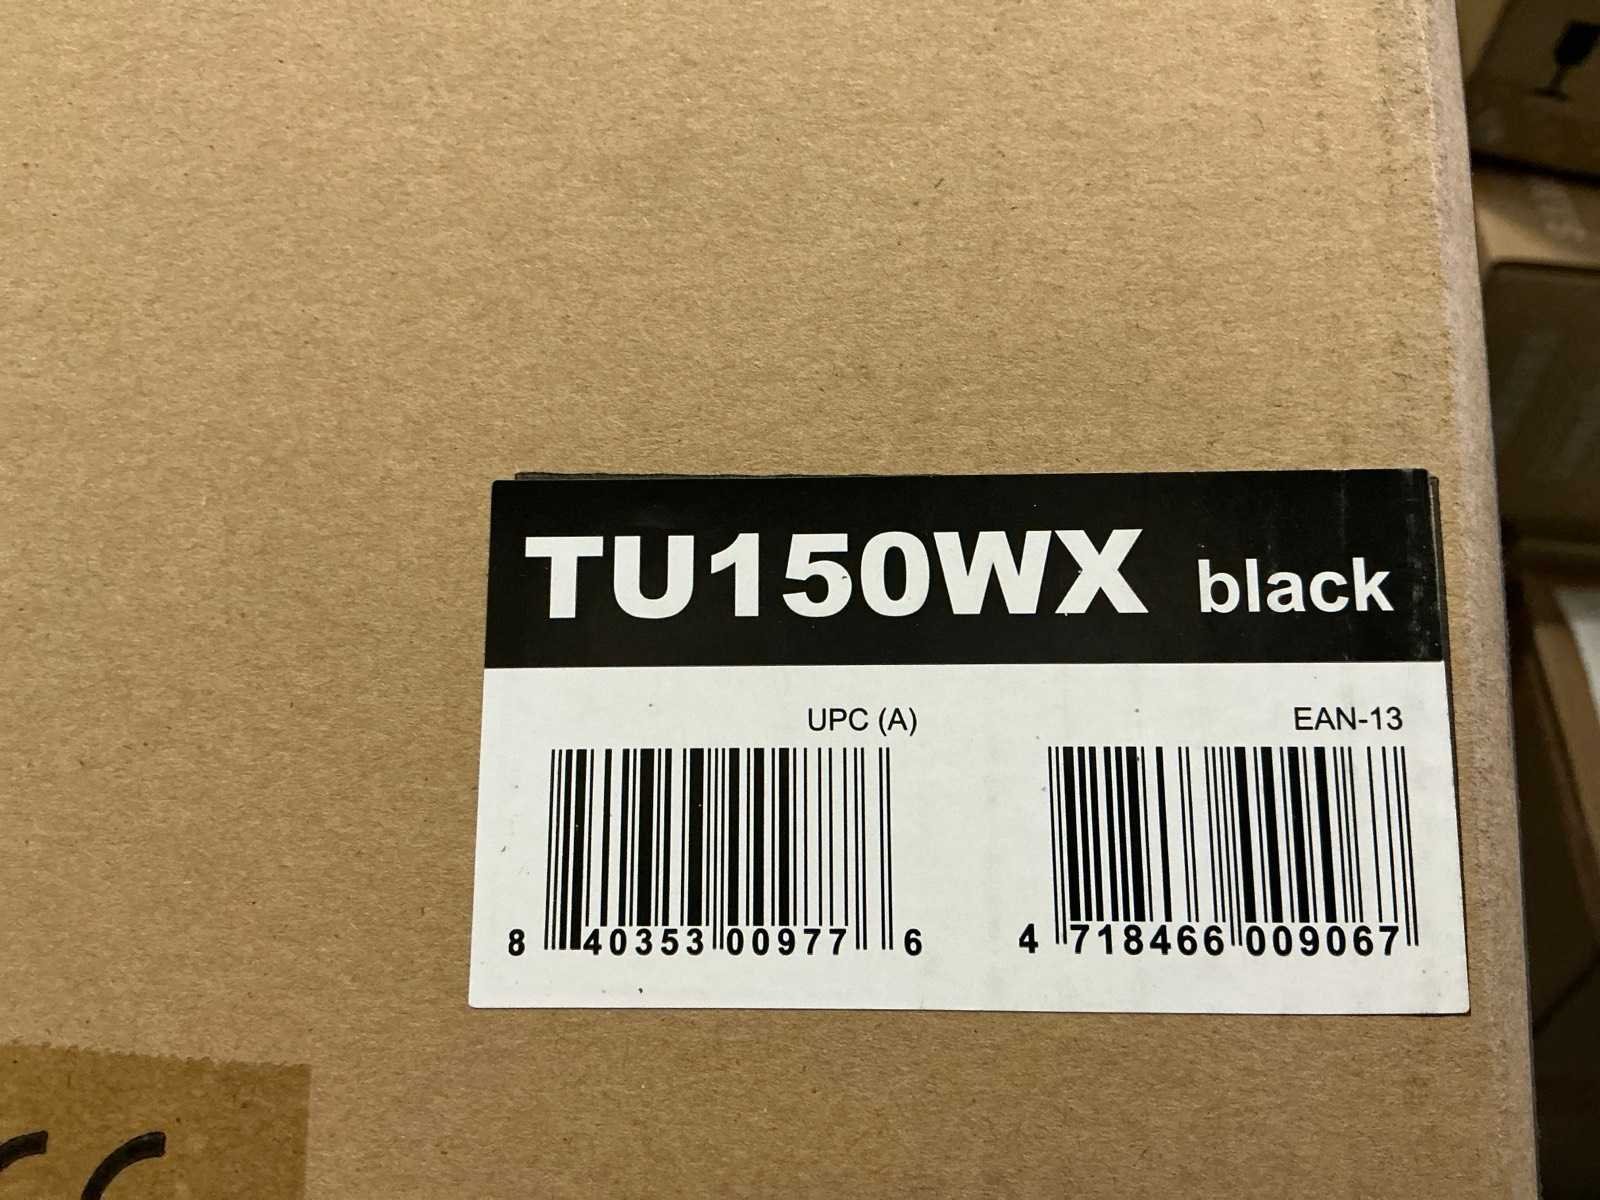 TU150WX black
UPC (A) EAN-13
8 40353 00977 6 4 718466 009067